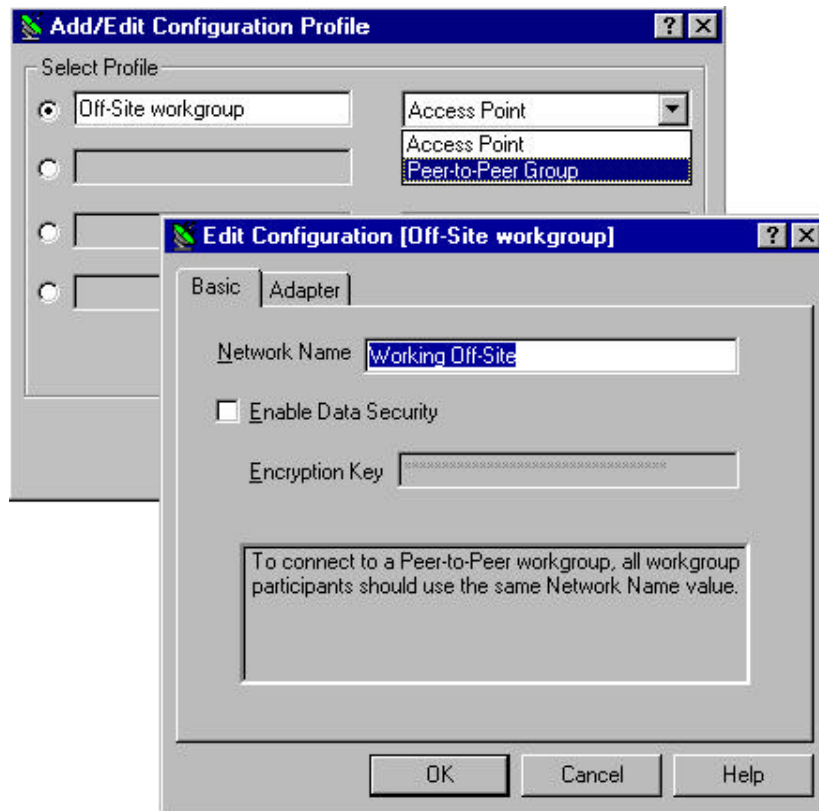 Add/Edit Configuration Profile
Select Profile
Off-Site workgroup
Access Point
Access Point
Peer-to-Peer Group
Edit Configuration [Off-Site workgroup]
Basic
Adapter
Network Name
Working Off-Site
Enable Data Security
Encryption Key
**********************************
To connect to a Peer-to-Peer workgroup, all workgroup
participants should use the same Network Name value.
OK
Cancel
Help